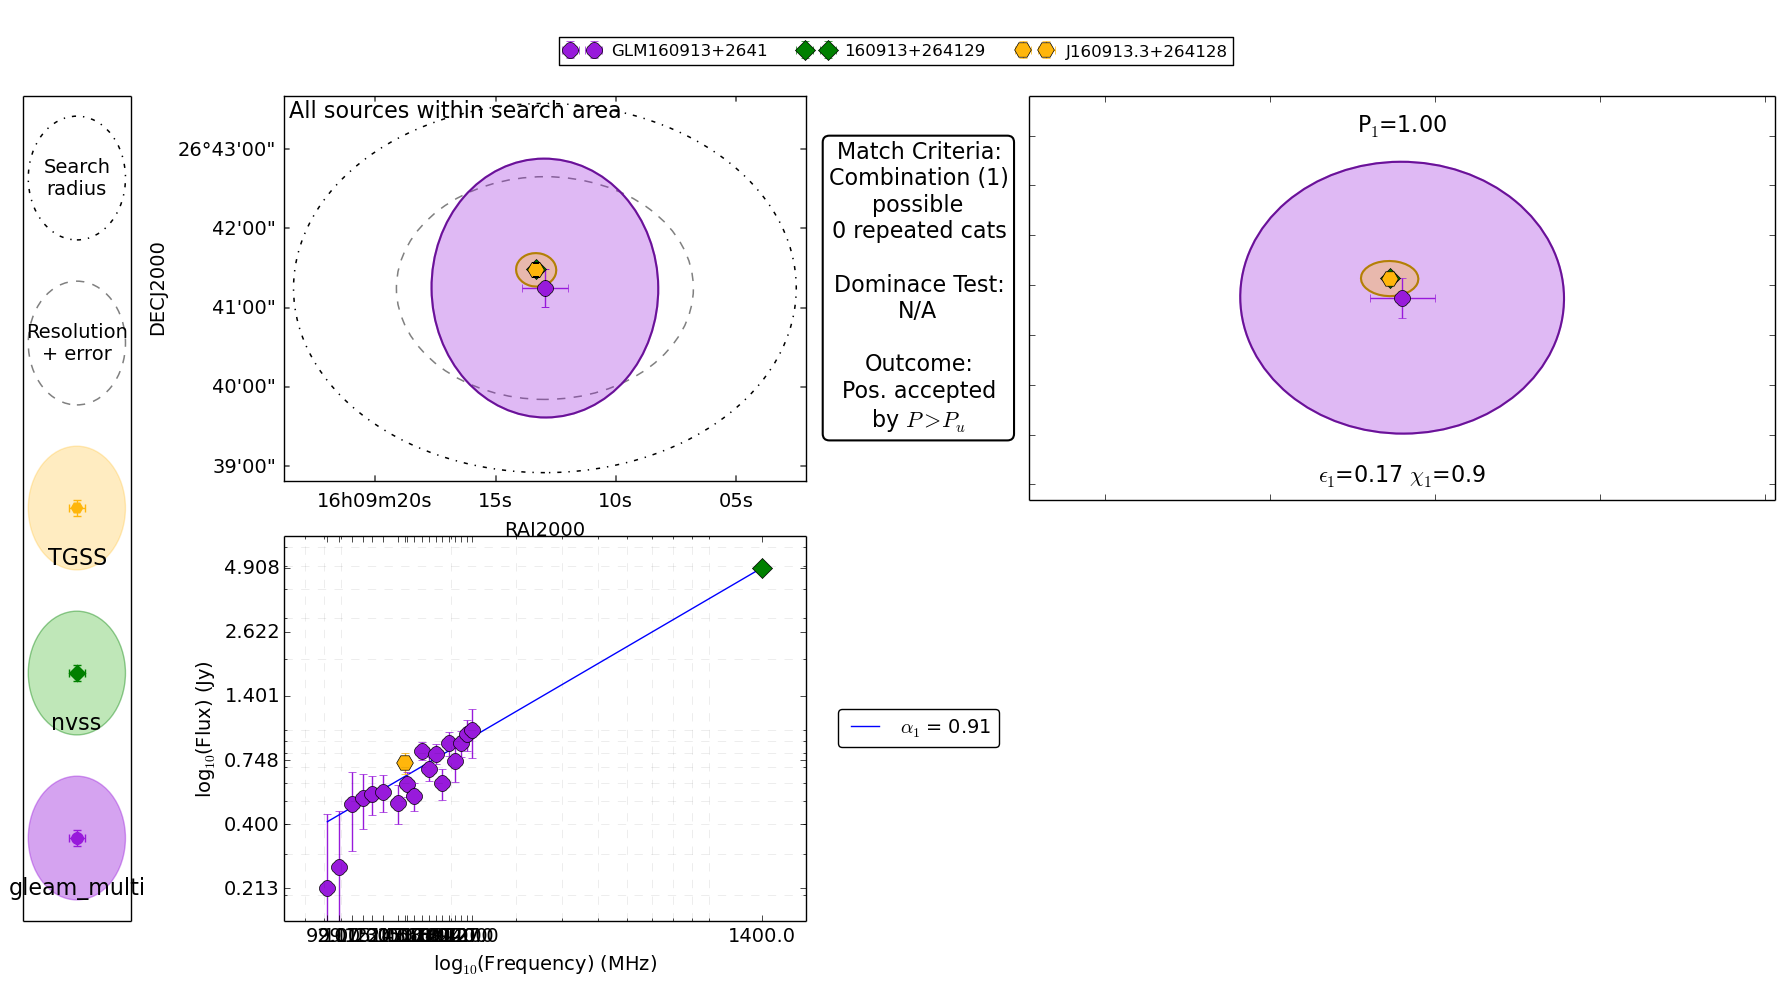 GLM160913+2641 160913+264129 J160913.3+264128
Search
radius
Resolution
+ error
TGSS
nvss
gleam_multi
All sources within search area
DECJ2000
26°43'00"
42'00"
41'00"
40'00"
39'00"
16h09m20s 15s 10s 05s
RAJ2000
Match Criteria:
Combination (1)
possible
0 repeated cats
Dominace Test:
N/A
Outcome:
Pos. accepted
by P>Pu
P1=1.00
ϵ1=0.17 χ1=0.9
log10(Flux) (Jy)
4.908
2.622
1.401
0.748
0.400
0.213
1400.0
log10(Frequency) (MHz)
α1 = 0.91